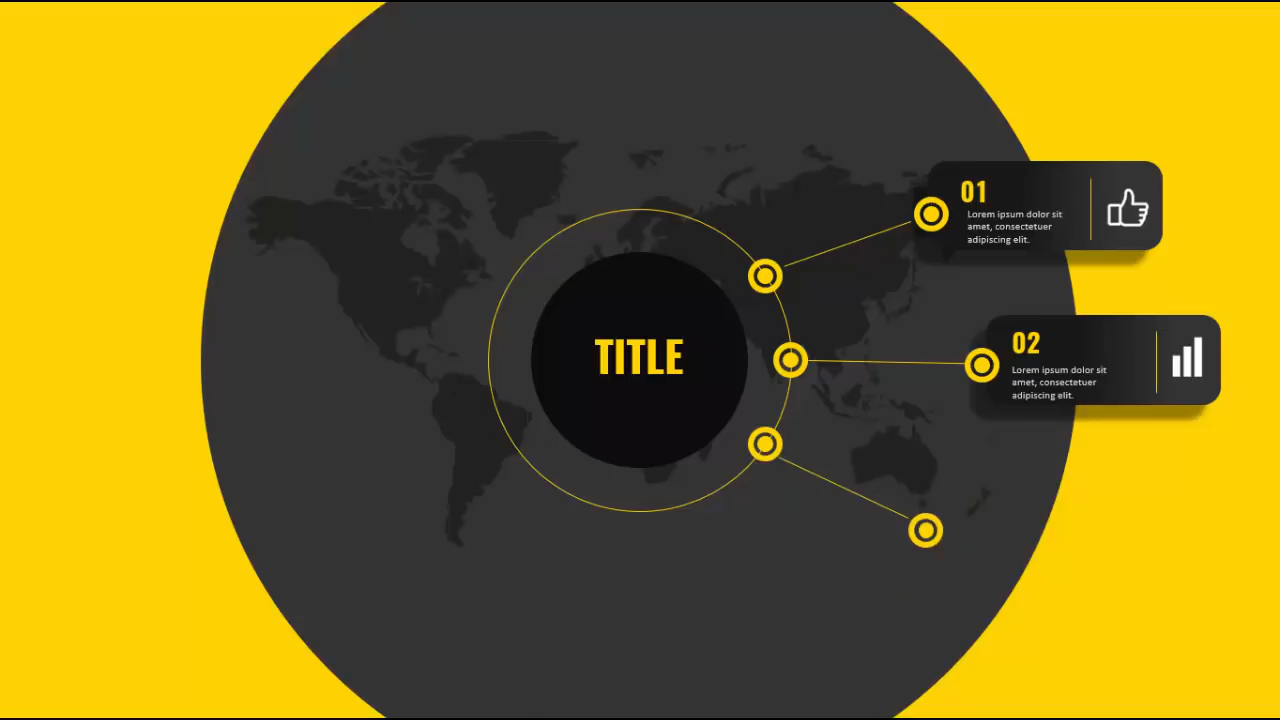 01
Lorem ipsum dolor sit
amet, consectetuer
adipiscing elit.
TITLE
02
Lorem ipsum dolor sit
amet, consectetuer
adipiscing elit.